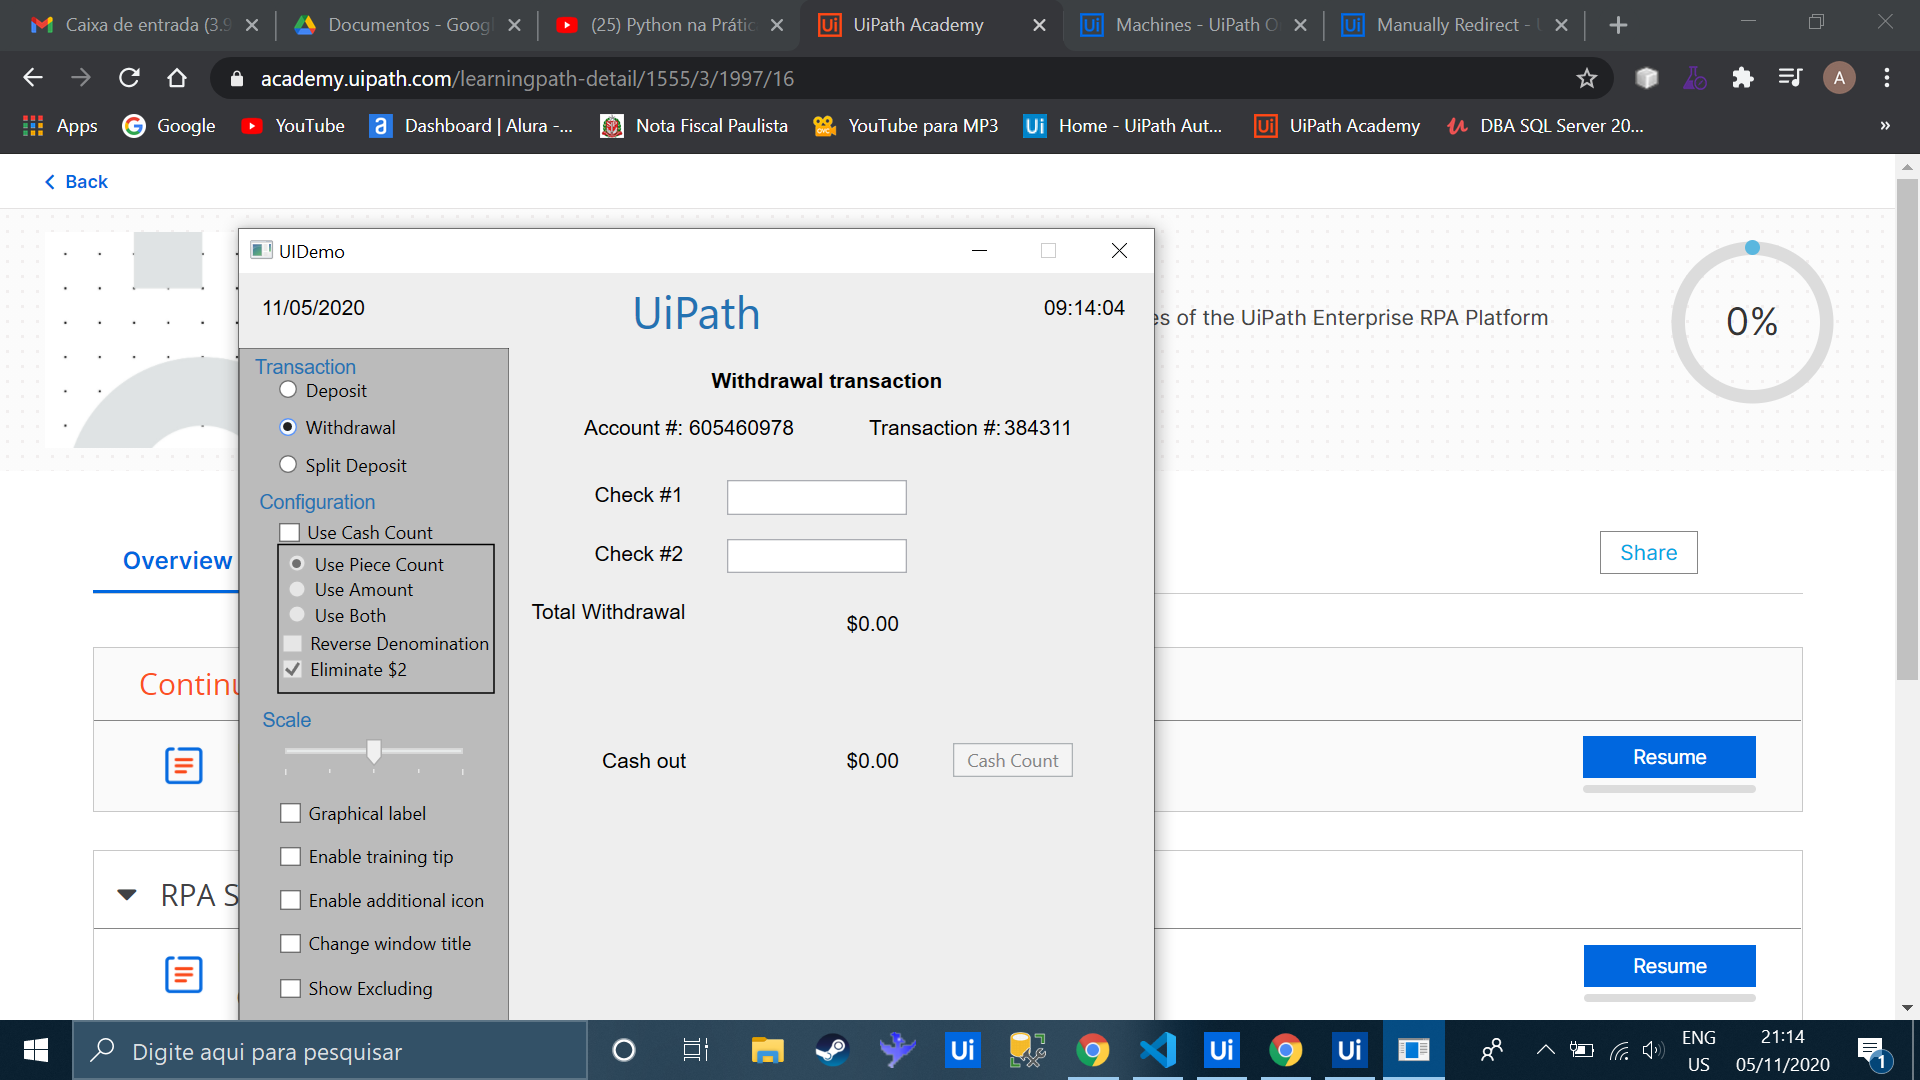 Caixa de entrada (3.9
Documentos - Googl
(25) Python na Prátic
UiPath Academy
Machines - UiPath O
Manually Redirect - U
academy.uipath.com/learningpath-detail/1555/3/1997/16
A
Apps
Google
YouTube
Dashboard | Alura -...
Nota Fiscal Paulista
YouTube para MP3
Home - UiPath Aut...
UiPath Academy
DBA SQL Server 20...
»
Back
UIDemo
11/05/2020
UiPath
09:14:04
es of the UiPath Enterprise RPA Platform
0%
Transaction
Deposit
Withdrawal
Split Deposit
Withdrawal transaction
Account #: 605460978
Transaction #: 384311
Configuration
Use Cash Count
Use Piece Count
Use Amount
Use Both
Reverse Denomination
Eliminate $2
Check #1
Check #2
Total Withdrawal
$0.00
Overview
Share
Continu
Scale
Cash out
$0.00
Cash Count
Resume
Graphical label
Enable training tip
Enable additional icon
Change window title
Show Excluding
RPA S
Resume
Digite aqui para pesquisar
Ui
Ui
Ui
ENG
US
21:14
05/11/2020
1